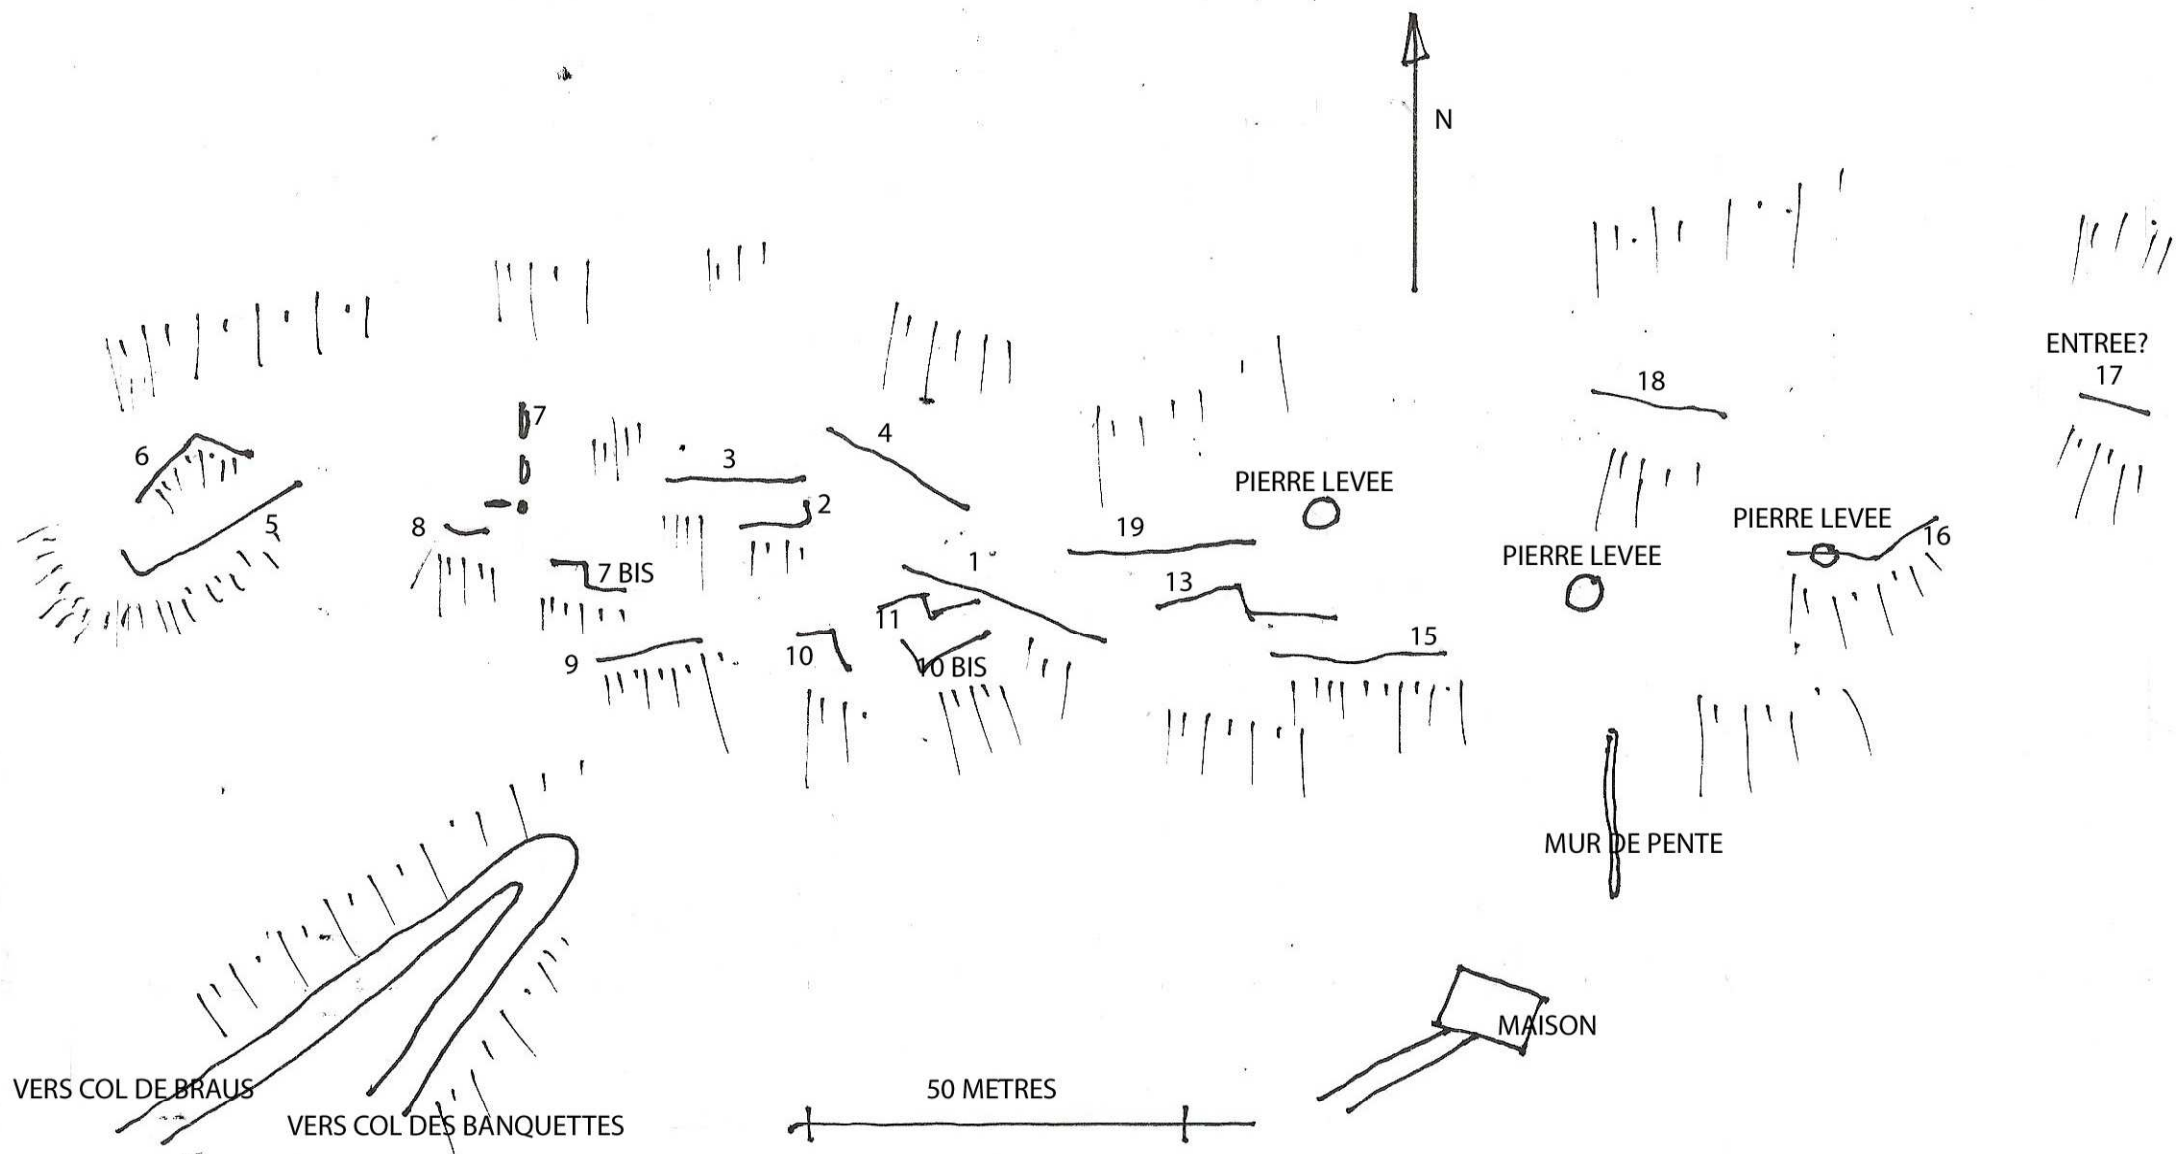 N
ENTREE?
17
18
7
4
6
3
PIERRE LEVEE
2
5
8
19
PIERRE LEVEE
16
PIERRE LEVEE
1
7 BIS
13
11
15
9
10
10 BIS
MUR DE PENTE
MAISON
VERS COL DE BRAUS
50 METRES
VERS COL DES BANQUETTES